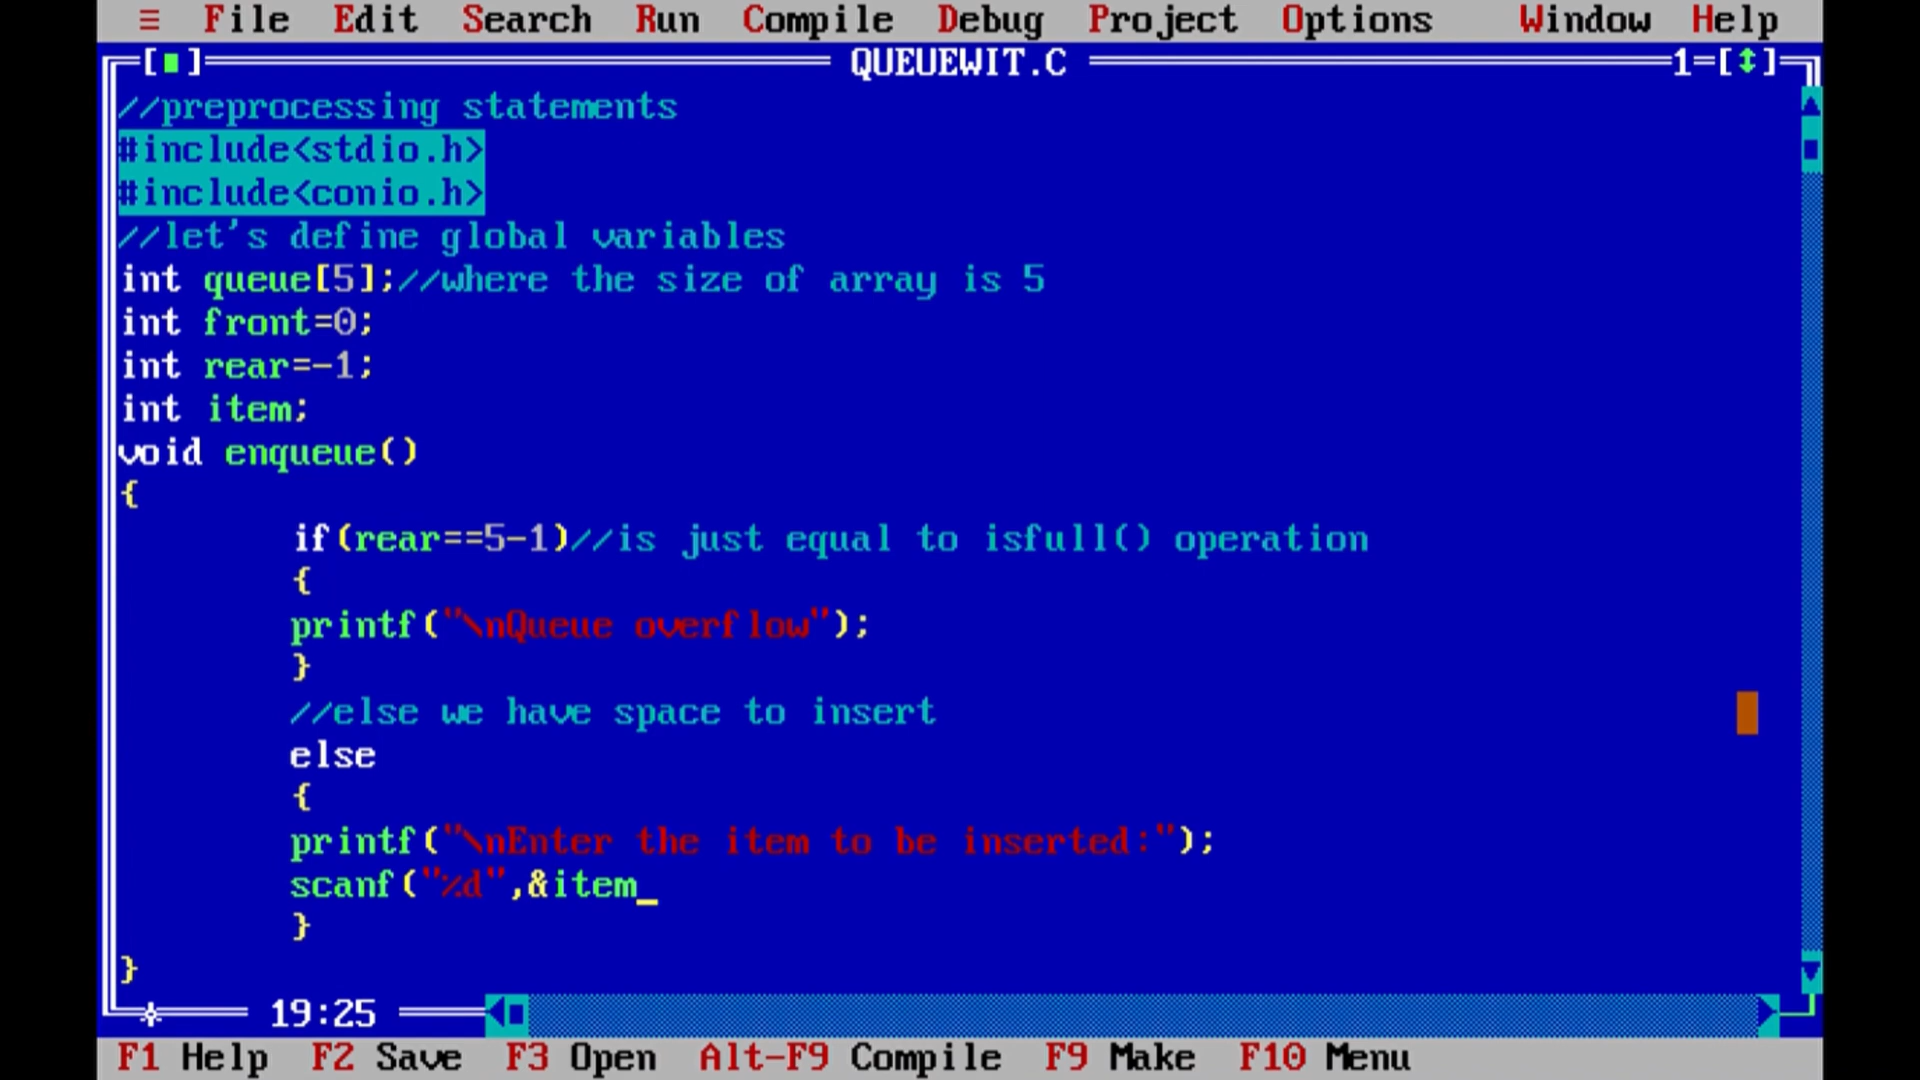 ≡ File Edit Search Run Compile Debug Project Options Window Help
[■] QUEUEWIT.C 1=[↕]
//preprocessing statements
#include<stdio.h>
#include<conio.h>
//let's define global variables
int queue[5];//where the size of array is 5
int front=0;
int rear=-1;
int item;
void enqueue()
{
if(rear==5-1)//is just equal to isfull() operation
{
printf("\nQueue overflow");
}
//else we have space to insert
else
{
printf("\nEnter the item to be inserted:");
scanf("%d",&item_
}
}
19:25
F1 Help F2 Save F3 Open Alt-F9 Compile F9 Make F10 Menu